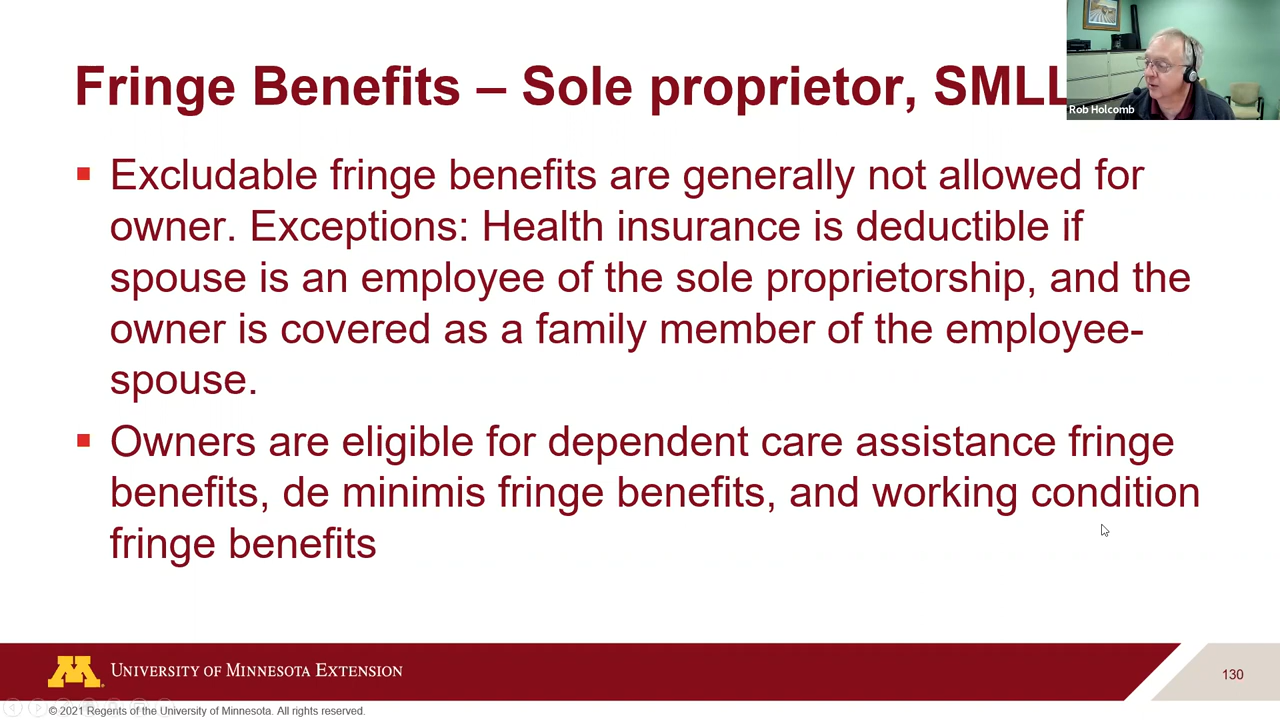 Fringe Benefits – Sole proprietor, SMLL
Rob Holcomb
▪ Excludable fringe benefits are generally not allowed for
owner. Exceptions: Health insurance is deductible if
spouse is an employee of the sole proprietorship, and the
owner is covered as a family member of the employee-
spouse.
▪ Owners are eligible for dependent care assistance fringe
benefits, de minimis fringe benefits, and working condition
fringe benefits
UNIVERSITY OF MINNESOTA EXTENSION
130
© 2021 Regents of the University of Minnesota. All rights reserved.